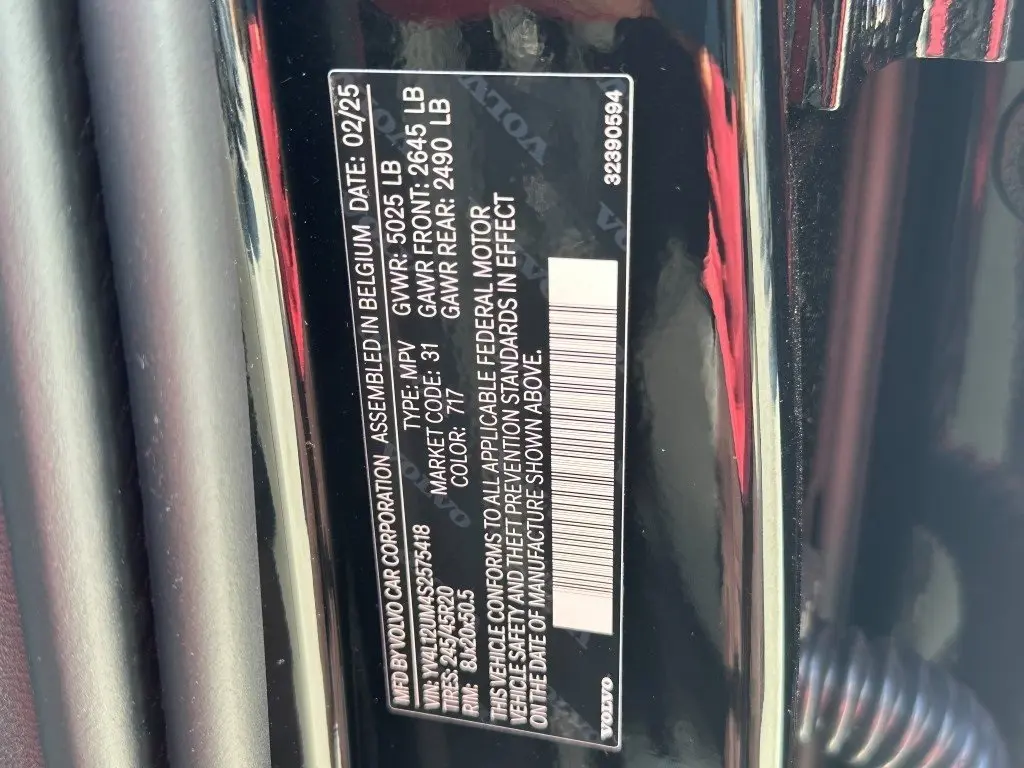 MFD BY VOLVO CAR CORPORATION ASSEMBLED IN BELGIUM DATE: 02/25
VIN YV4L12UM4S2575418 TYPE: MPV GVWR: 5025 LB
TIRES 245/45R20 MARKET CODE: 31 GAWR FRONT: 2645 LB
RIM 8Jx20x50.5 COLOR: 717 GAWR REAR: 2490 LB
THIS VEHICLE CONFORMS TO ALL APPLICABLE FEDERAL MOTOR
VEHICLE SAFETY AND THEFT PREVENTION STANDARDS IN EFFECT
ON THE DATE OF MANUFACTURE SHOWN ABOVE.
VOLVO 32390594